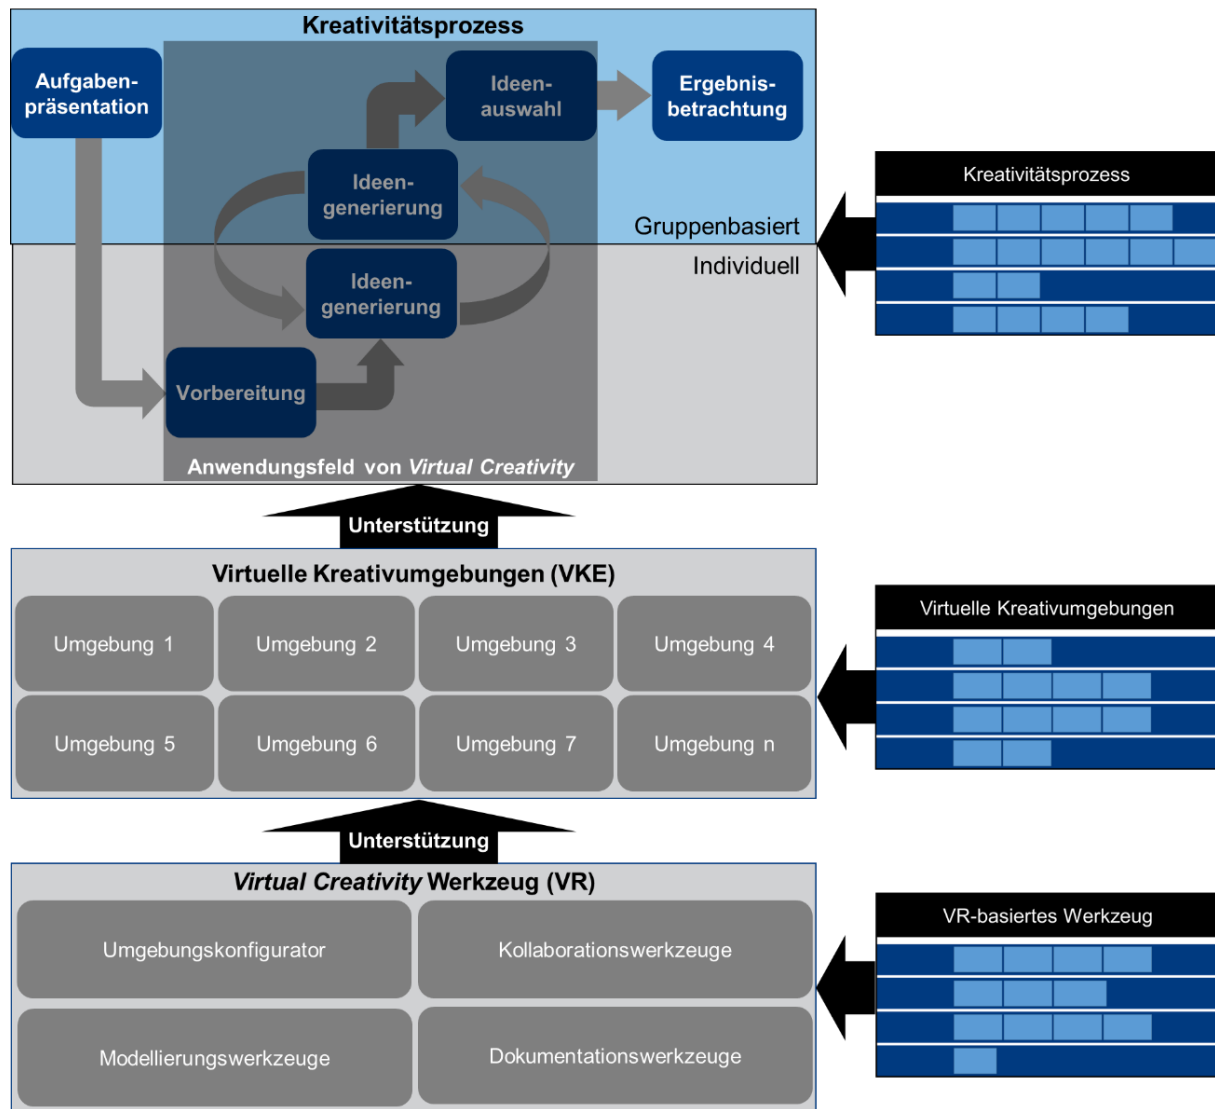 Kreativitätsprozess
Aufgaben-
präsentation
Ideen-
auswahl
Ergebnis-
betrachtung
Ideen-
generierung
Gruppenbasiert
Individuell
Ideen-
generierung
Vorbereitung
Anwendungsfeld von Virtual Creativity
Kreativitätsprozess
Unterstützung
Virtuelle Kreativumgebungen (VKE)
Umgebung 1
Umgebung 2
Umgebung 3
Umgebung 4
Umgebung 5
Umgebung 6
Umgebung 7
Umgebung n
Virtuelle Kreativumgebungen
Unterstützung
Virtual Creativity Werkzeug (VR)
Umgebungskonfigurator
Kollaborationswerkzeuge
Modellierungswerkzeuge
Dokumentationswerkzeuge
VR-basiertes Werkzeug